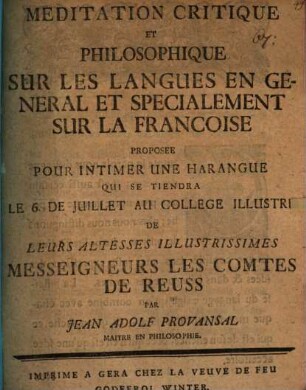 MEDITATION CRITIQUE
ET
PHILOSOPHIQUE
SUR LES LANGUES EN GE-
NERAL ET SPECIALEMENT
SUR LA FRANCOISE
PROPOSEE
POUR INTIMER UNE HARANGUE
QUI SE TIENDRA
LE 6. DE JUILLET AU COLLEGE ILLUSTRI
DE
LEURS ALTESSES ILLUSTRISSIMES
MESSEIGNEURS LES COMTES
DE REUSS
PAR
JEAN ADOLF PROVANSAL
MAITRE EN PHILOSOPHIE.
IMPRIME A GERA CHEZ LA VEUVE DE FEU
GODEFROI WINTER.